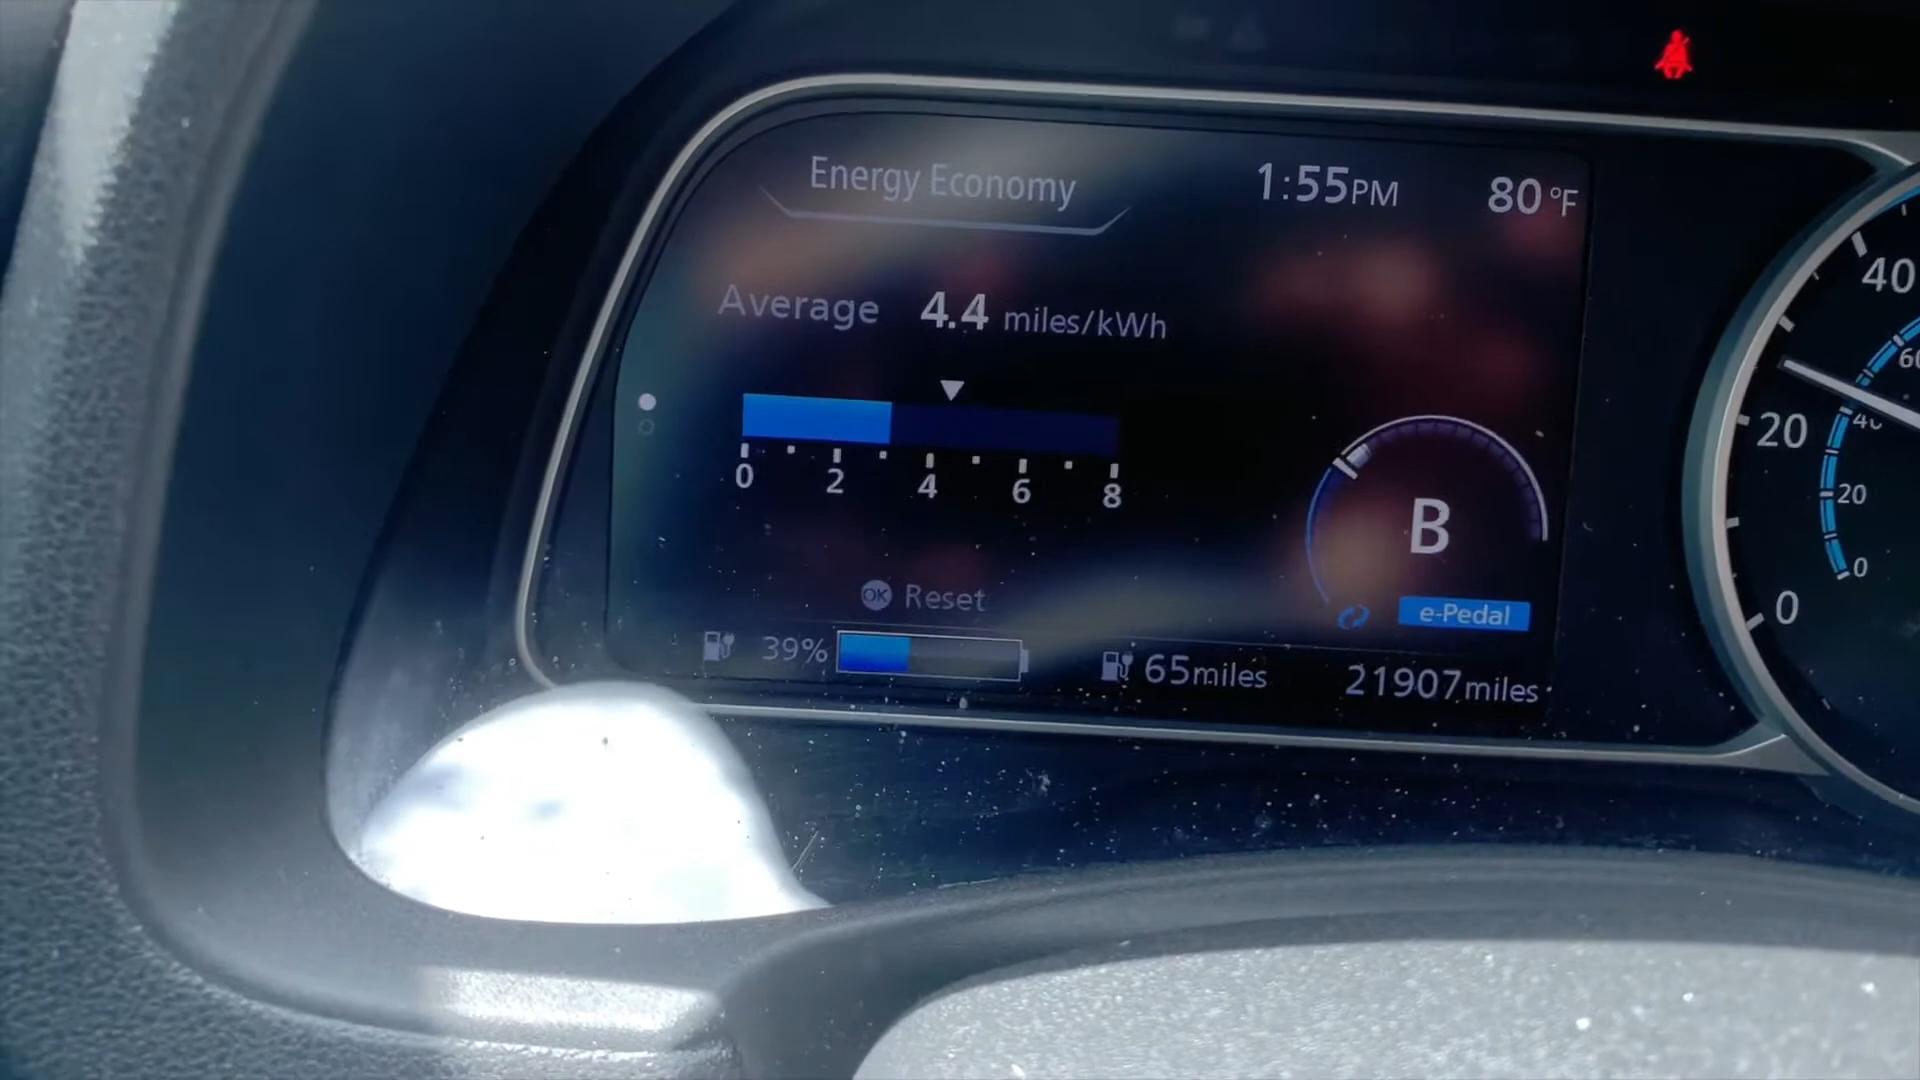 Energy Economy
1:55PM
80 °F
Average 4.4 miles/kWh
0 2 4 6 8
B
OK Reset
e-Pedal
39%
65miles
21907miles
40
20
0
60
40
20
0